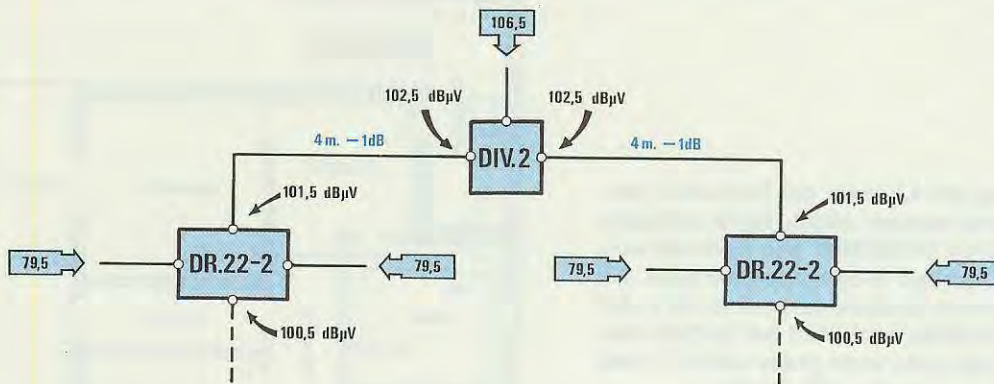 106,5
102,5 dBµV
102,5 dBµV
4 m. — 1dB
DIV.2
4 m. — 1dB
101,5 dBµV
101,5 dBµV
79,5
DR.22-2
79,5
79,5
DR.22-2
79,5
100,5 dBµV
100,5 dBµV